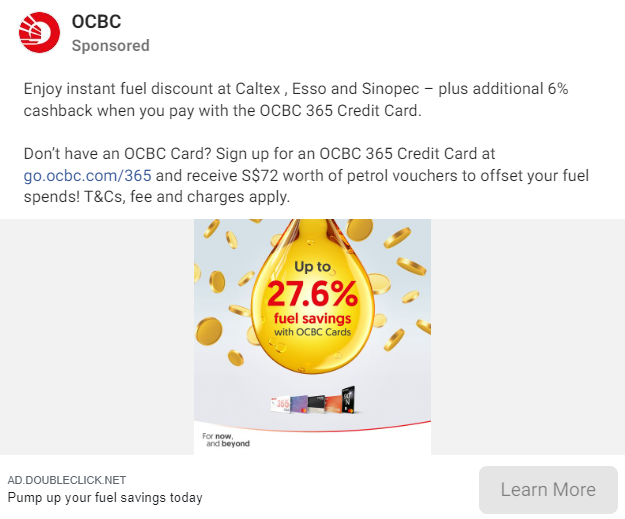 OCBC
Sponsored
Enjoy instant fuel discount at Caltex , Esso and Sinopec – plus additional 6%
cashback when you pay with the OCBC 365 Credit Card.
Don’t have an OCBC Card? Sign up for an OCBC 365 Credit Card at
go.ocbc.com/365 and receive S$72 worth of petrol vouchers to offset your fuel
spends! T&Cs, fee and charges apply.
Up to
27.6%
fuel savings
with OCBC Cards
365
90°N
For now,
and beyond
AD.DOUBLECLICK.NET
Pump up your fuel savings today
Learn More